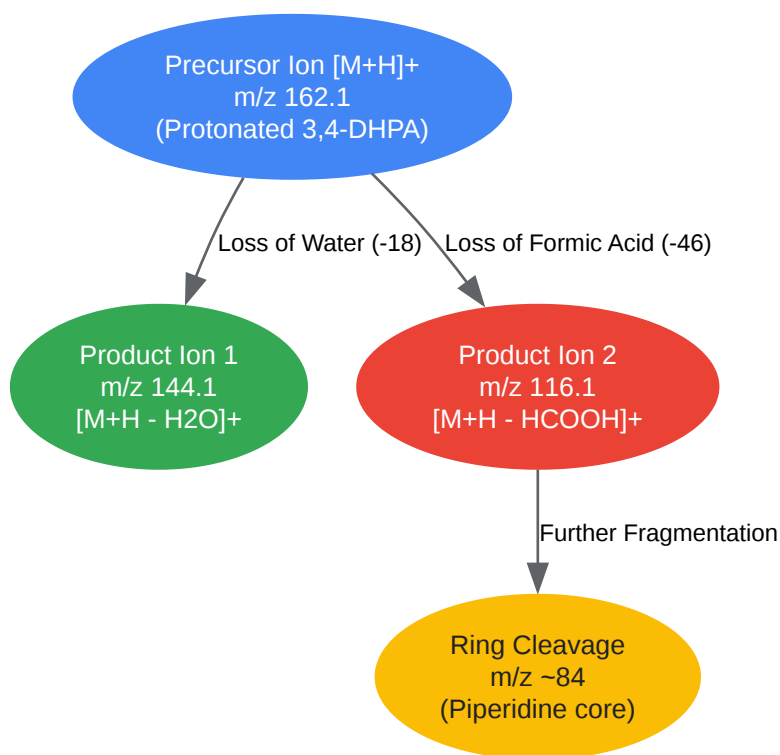 Precursor Ion [M+H]+
m/z 162.1
(Protonated 3,4-DHPA)
Loss of Water (-18)
Loss of Formic Acid (-46)
Product Ion 1
m/z 144.1
[M+H - H2O]+
Product Ion 2
m/z 116.1
[M+H - HCOOH]+
Further Fragmentation
Ring Cleavage
m/z ~84
(Piperidine core)